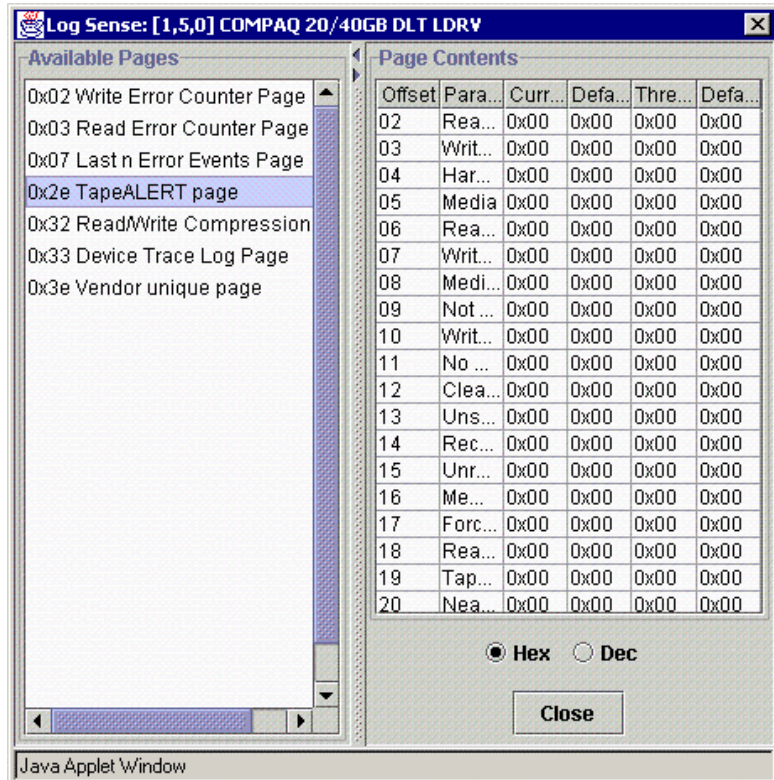 Log Sense: [1,5,0] COMPAQ 20/40GB DLT LDRV
Available Pages
0x02 Write Error Counter Page
0x03 Read Error Counter Page
0x07 Last n Error Events Page
0x2e TapeALERT page
0x32 Read/Write Compression
0x33 Device Trace Log Page
0x3e Vendor unique page
Page Contents
Offset Para... Curr... Defa... Thre... Defa...
02 Rea... 0x00 0x00 0x00 0x00
03 Writ... 0x00 0x00 0x00 0x00
04 Har... 0x00 0x00 0x00 0x00
05 Media 0x00 0x00 0x00 0x00
06 Rea... 0x00 0x00 0x00 0x00
07 Writ... 0x00 0x00 0x00 0x00
08 Medi... 0x00 0x00 0x00 0x00
09 Not ... 0x00 0x00 0x00 0x00
10 Writ... 0x00 0x00 0x00 0x00
11 No ... 0x00 0x00 0x00 0x00
12 Clea... 0x00 0x00 0x00 0x00
13 Uns... 0x00 0x00 0x00 0x00
14 Rec... 0x00 0x00 0x00 0x00
15 Unr... 0x00 0x00 0x00 0x00
16 Me... 0x00 0x00 0x00 0x00
17 Forc... 0x00 0x00 0x00 0x00
18 Rea... 0x00 0x00 0x00 0x00
19 Tap... 0x00 0x00 0x00 0x00
20 Nea... 0x00 0x00 0x00 0x00
Hex Dec
Close
Java Applet Window